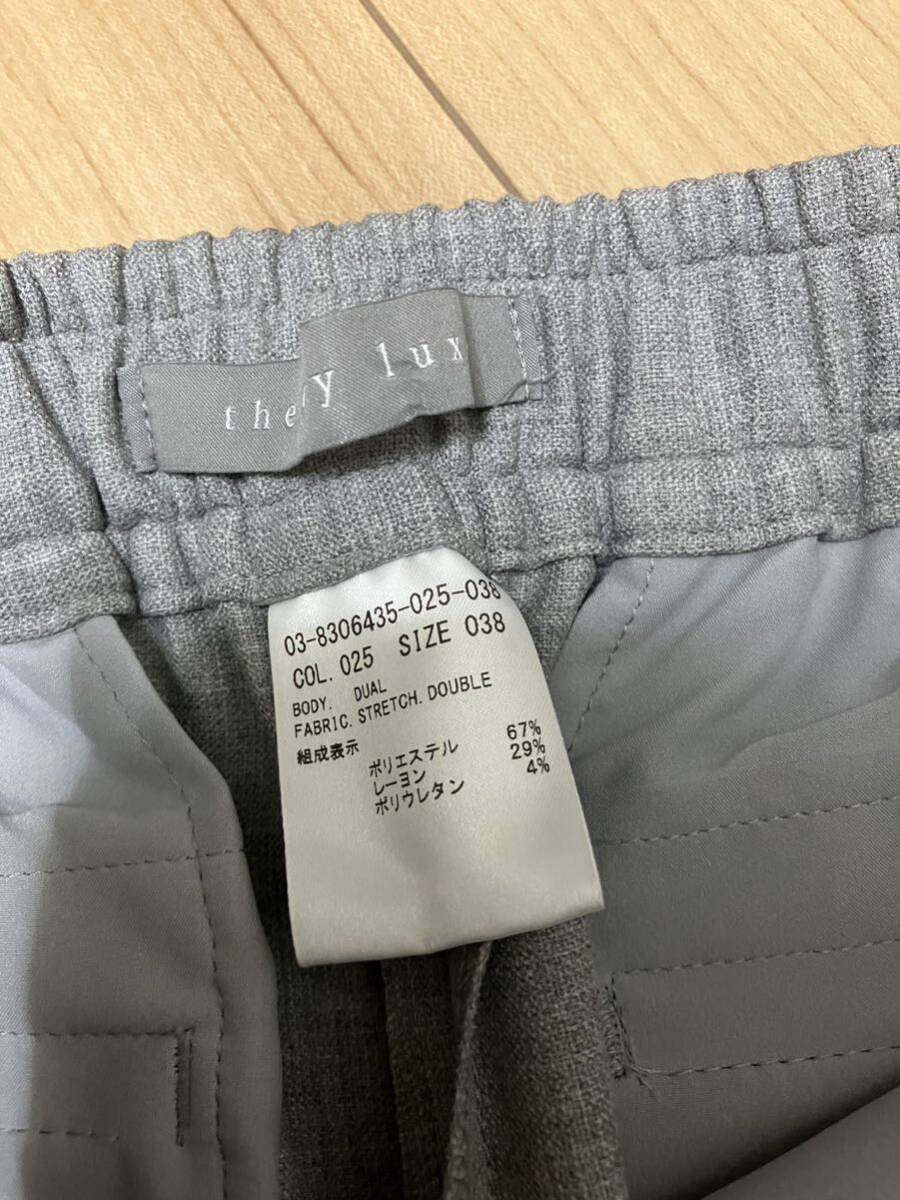 the y lux
03-8306435-025-038
COL. 025 SIZE 038
BODY. DUAL
FABRIC. STRETCH. DOUBLE
組成表示
ポリエステル 67%
レーヨン 29%
ポリウレタン 4%